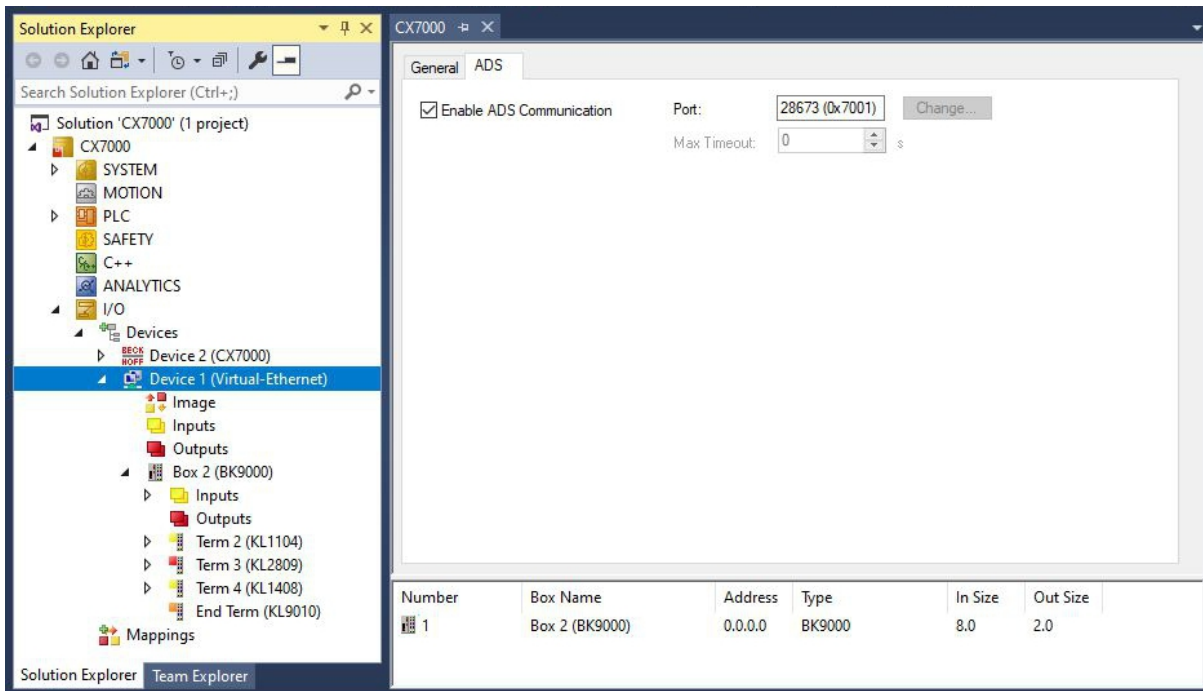 Solution Explorer
Search Solution Explorer (Ctrl+;)
Solution 'CX7000' (1 project)
CX7000
SYSTEM
MOTION
PLC
SAFETY
C++
ANALYTICS
I/O
Devices
BECK HOFF Device 2 (CX7000)
Device 1 (Virtual-Ethernet)
Image
Inputs
Outputs
Box 2 (BK9000)
Inputs
Outputs
Term 2 (KL1104)
Term 3 (KL2809)
Term 4 (KL1408)
End Term (KL9010)
Mappings
Solution Explorer Team Explorer
CX7000
General ADS
Enable ADS Communication Port: 28673 (0x7001) Change...
Max Timeout: 0 s
Number Box Name Address Type In Size Out Size
1 Box 2 (BK9000) 0.0.0.0 BK9000 8.0 2.0